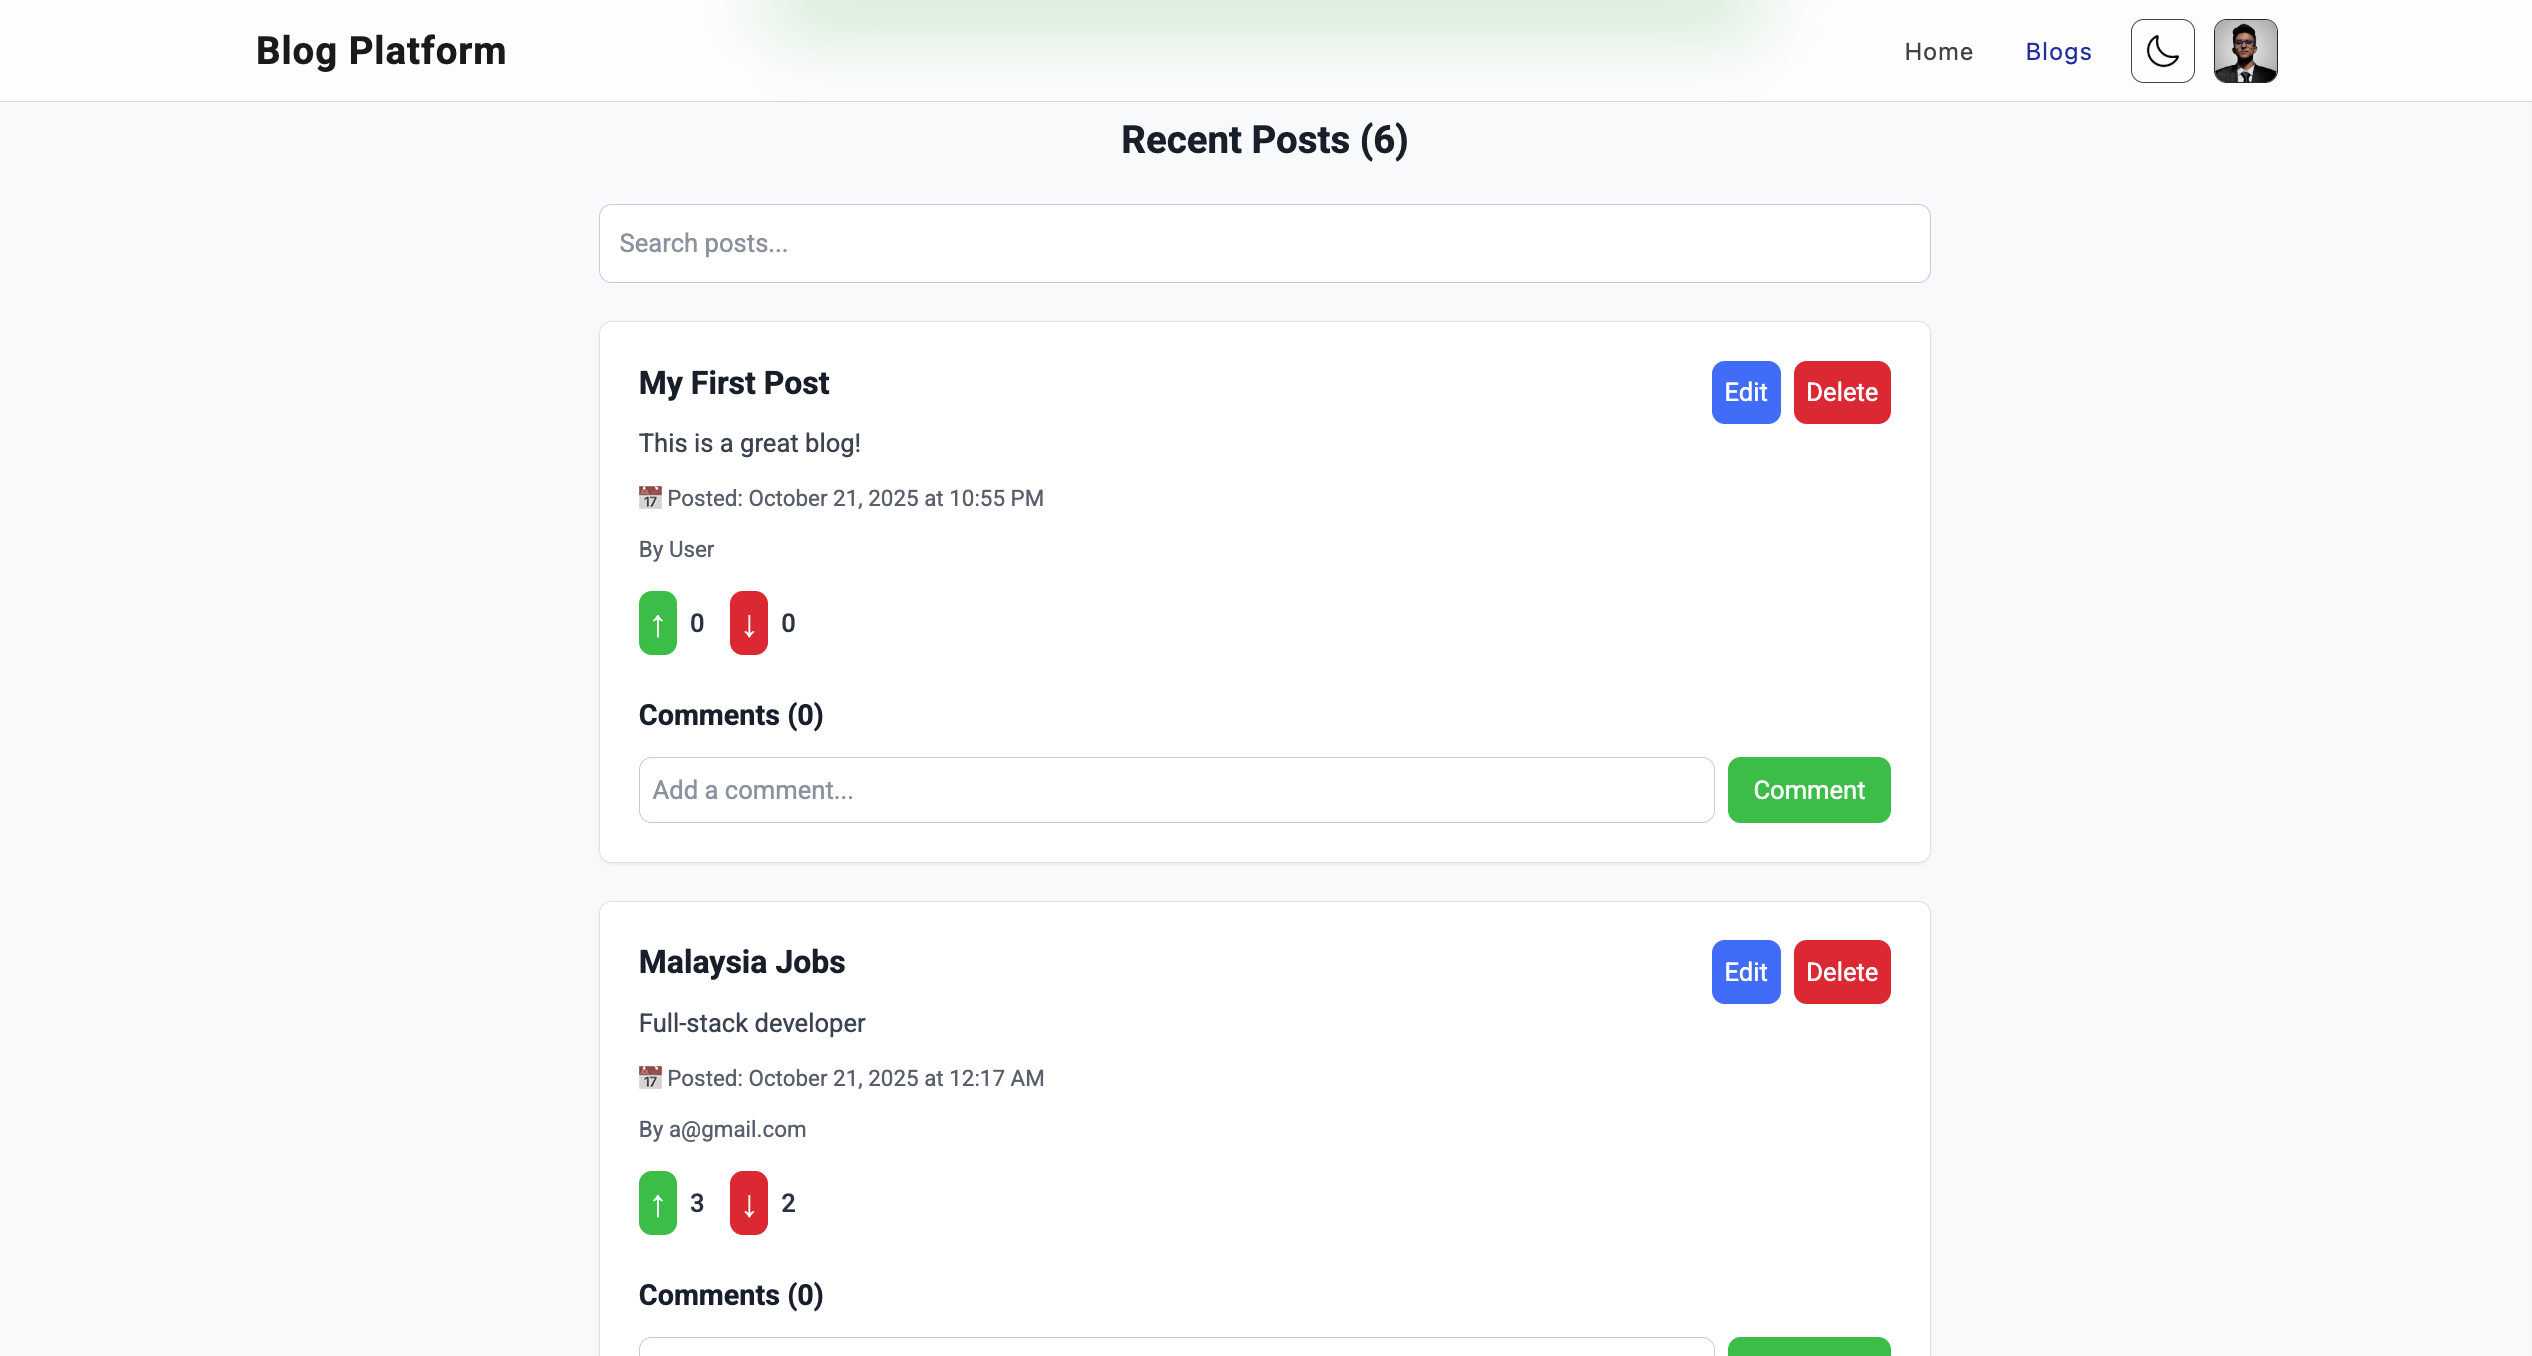 Blog Platform
Home
Blogs
Recent Posts (6)
Search posts...
My First Post
Edit
Delete
This is a great blog!
17 Posted: October 21, 2025 at 10:55 PM
By User
↑ 0 ↓ 0
Comments (0)
Add a comment...
Comment
Malaysia Jobs
Edit
Delete
Full-stack developer
17 Posted: October 21, 2025 at 12:17 AM
By a@gmail.com
↑ 3 ↓ 2
Comments (0)